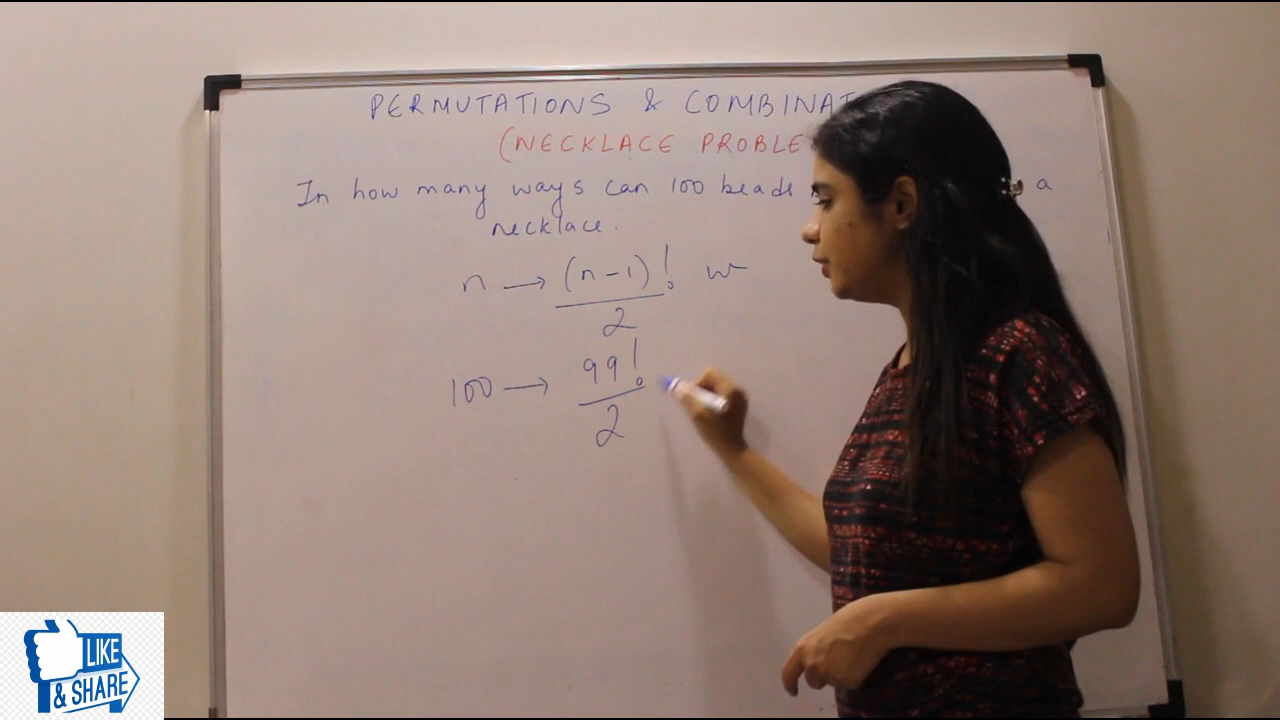 PERMUTATIONS & COMBINAT
(NECKLACE PROBLE
In how many ways can 100 beads a
necklace.
n → (n-1)! w
2
100 → 99!
2
LIKE
& SHARE